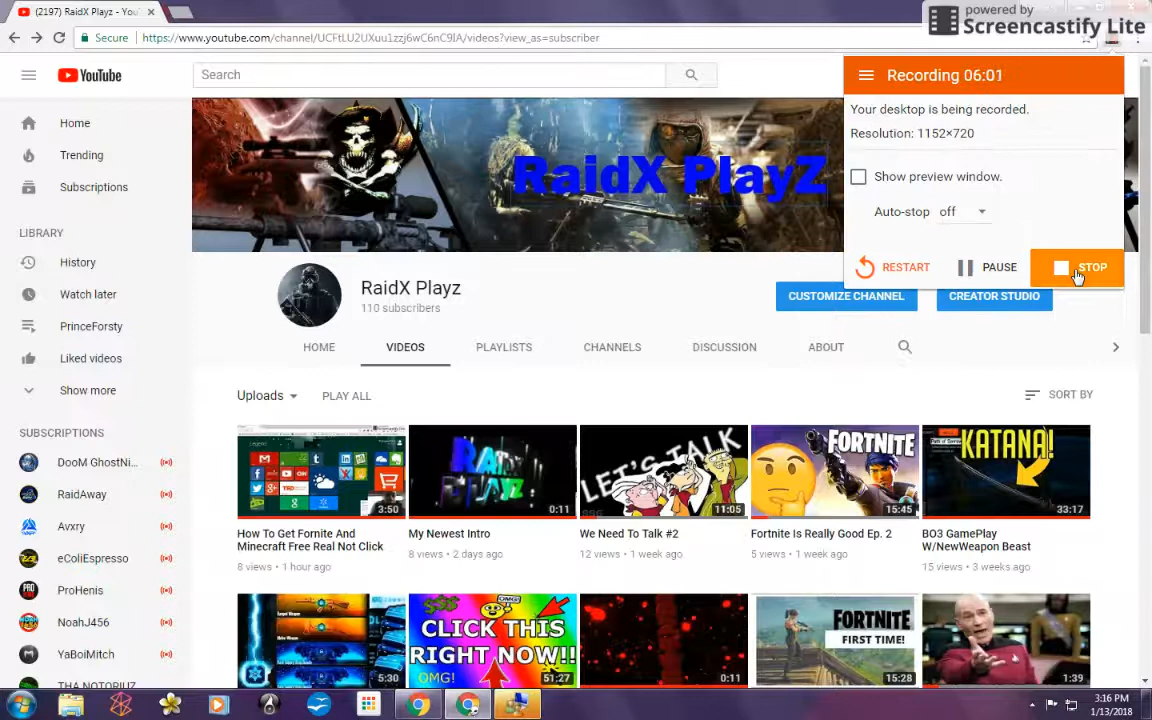 (2197) RaidX Playz - You
powered by
Screencastify Lite
Secure
https://www.youtube.com/channel/UCFtLU2UXuu1zzj6wC6nC9IA/videos?view_as=subscriber
YouTube
Search
Recording 06:01
Your desktop is being recorded.
Resolution: 1152×720
Show preview window.
Auto-stop off
RESTART
PAUSE
STOP
Home
Trending
Subscriptions
LIBRARY
History
Watch later
PrinceForsty
Liked videos
Show more
SUBSCRIPTIONS
DooM GhostNi...
RaidAway
Avxry
eColiEspresso
ProHenis
NoahJ456
YaBoiMitch
THA NOTORIUZ
RaidX PlayZ
RaidX Playz
110 subscribers
CUSTOMIZE CHANNEL
CREATOR STUDIO
HOME
VIDEOS
PLAYLISTS
CHANNELS
DISCUSSION
ABOUT
Uploads
PLAY ALL
SORT BY
3:50
How To Get Fornite And
Minecraft Free Real Not Click
8 views • 1 hour ago
RAIDX
PLAYZ
0:11
My Newest Intro
8 views • 2 days ago
LET'S TALK
11:05
We Need To Talk #2
12 views • 1 week ago
FORTNITE
15:45
Fortnite Is Really Good Ep. 2
5 views • 1 week ago
KATANA!
33:17
BO3 GamePlay
W/NewWeapon Beast
15 views • 3 weeks ago
5:30
$$$
OMG!
CLICK THIS
RIGHT NOW!!
OMG!
51:27
0:11
FORTNITE
FIRST TIME!
15:28
1:39
3:16 PM
1/13/2018